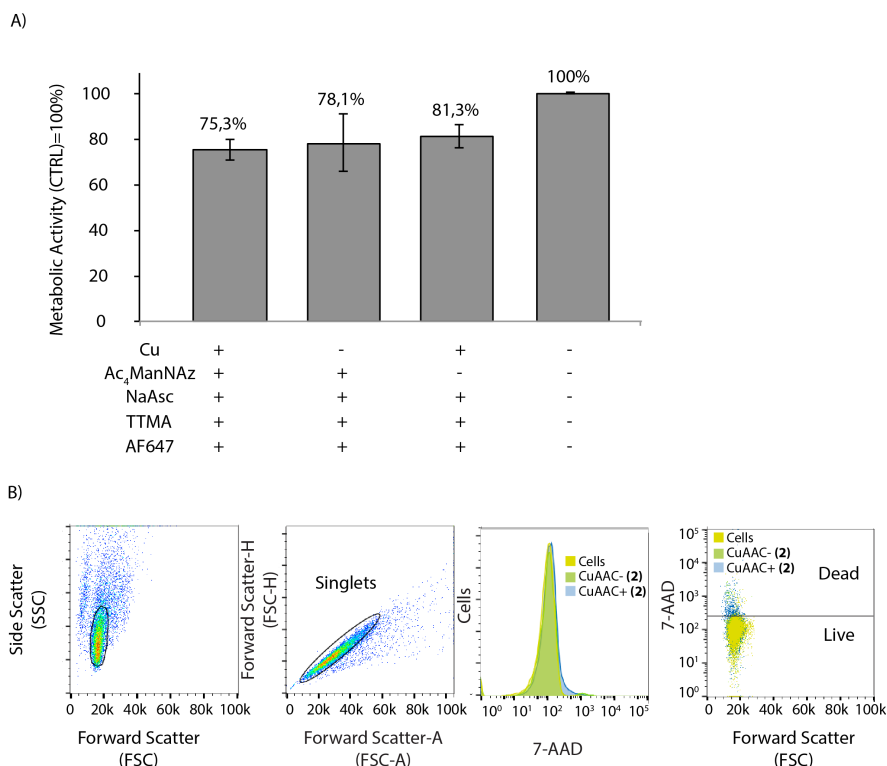 A)
Metabolic Activity (CTRL)=100%)
100
80
60
40
20
0
75,3%
78,1%
81,3%
100%
Cu + - + -
Ac4ManNAz + + - -
NaAsc + + + -
TTMA + + + -
AF647 + + + -
B)
Side Scatter
(SSC)
0 20k 40k 60k 80k 100k
Forward Scatter
(FSC)
Forward Scatter-H
(FSC-H)
Singlets
0 20k 40k 60k 80k 100k
Forward Scatter-A
(FSC-A)
Cells
Cells
CuAAC- (2)
CuAAC+ (2)
10⁰ 10¹ 10² 10³ 10⁴ 10⁵
7-AAD
7-AAD
10⁵
10⁴
10³
10²
10¹
10⁰
Cells
CuAAC- (2)
CuAAC+ (2)
Dead
Live
0 20k 40k 60k 80k 100k
Forward Scatter
(FSC)